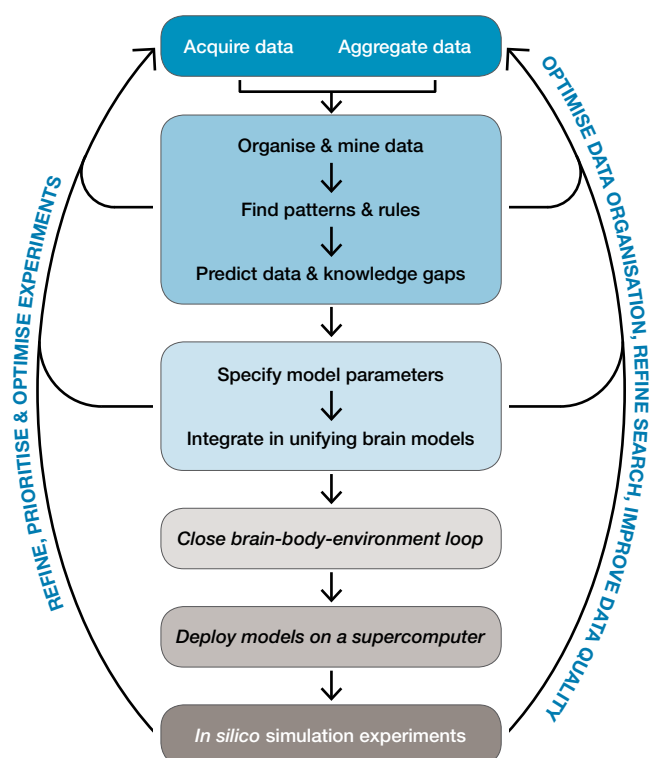 Acquire data
Aggregate data
Organise & mine data
Find patterns & rules
Predict data & knowledge gaps
Specify model parameters
Integrate in unifying brain models
Close brain-body-environment loop
Deploy models on a supercomputer
In silico simulation experiments
REFINE, PRIORITISE & OPTIMISE EXPERIMENTS
OPTIMISE DATA ORGANISATION, REFINE SEARCH, IMPROVE DATA QUALITY